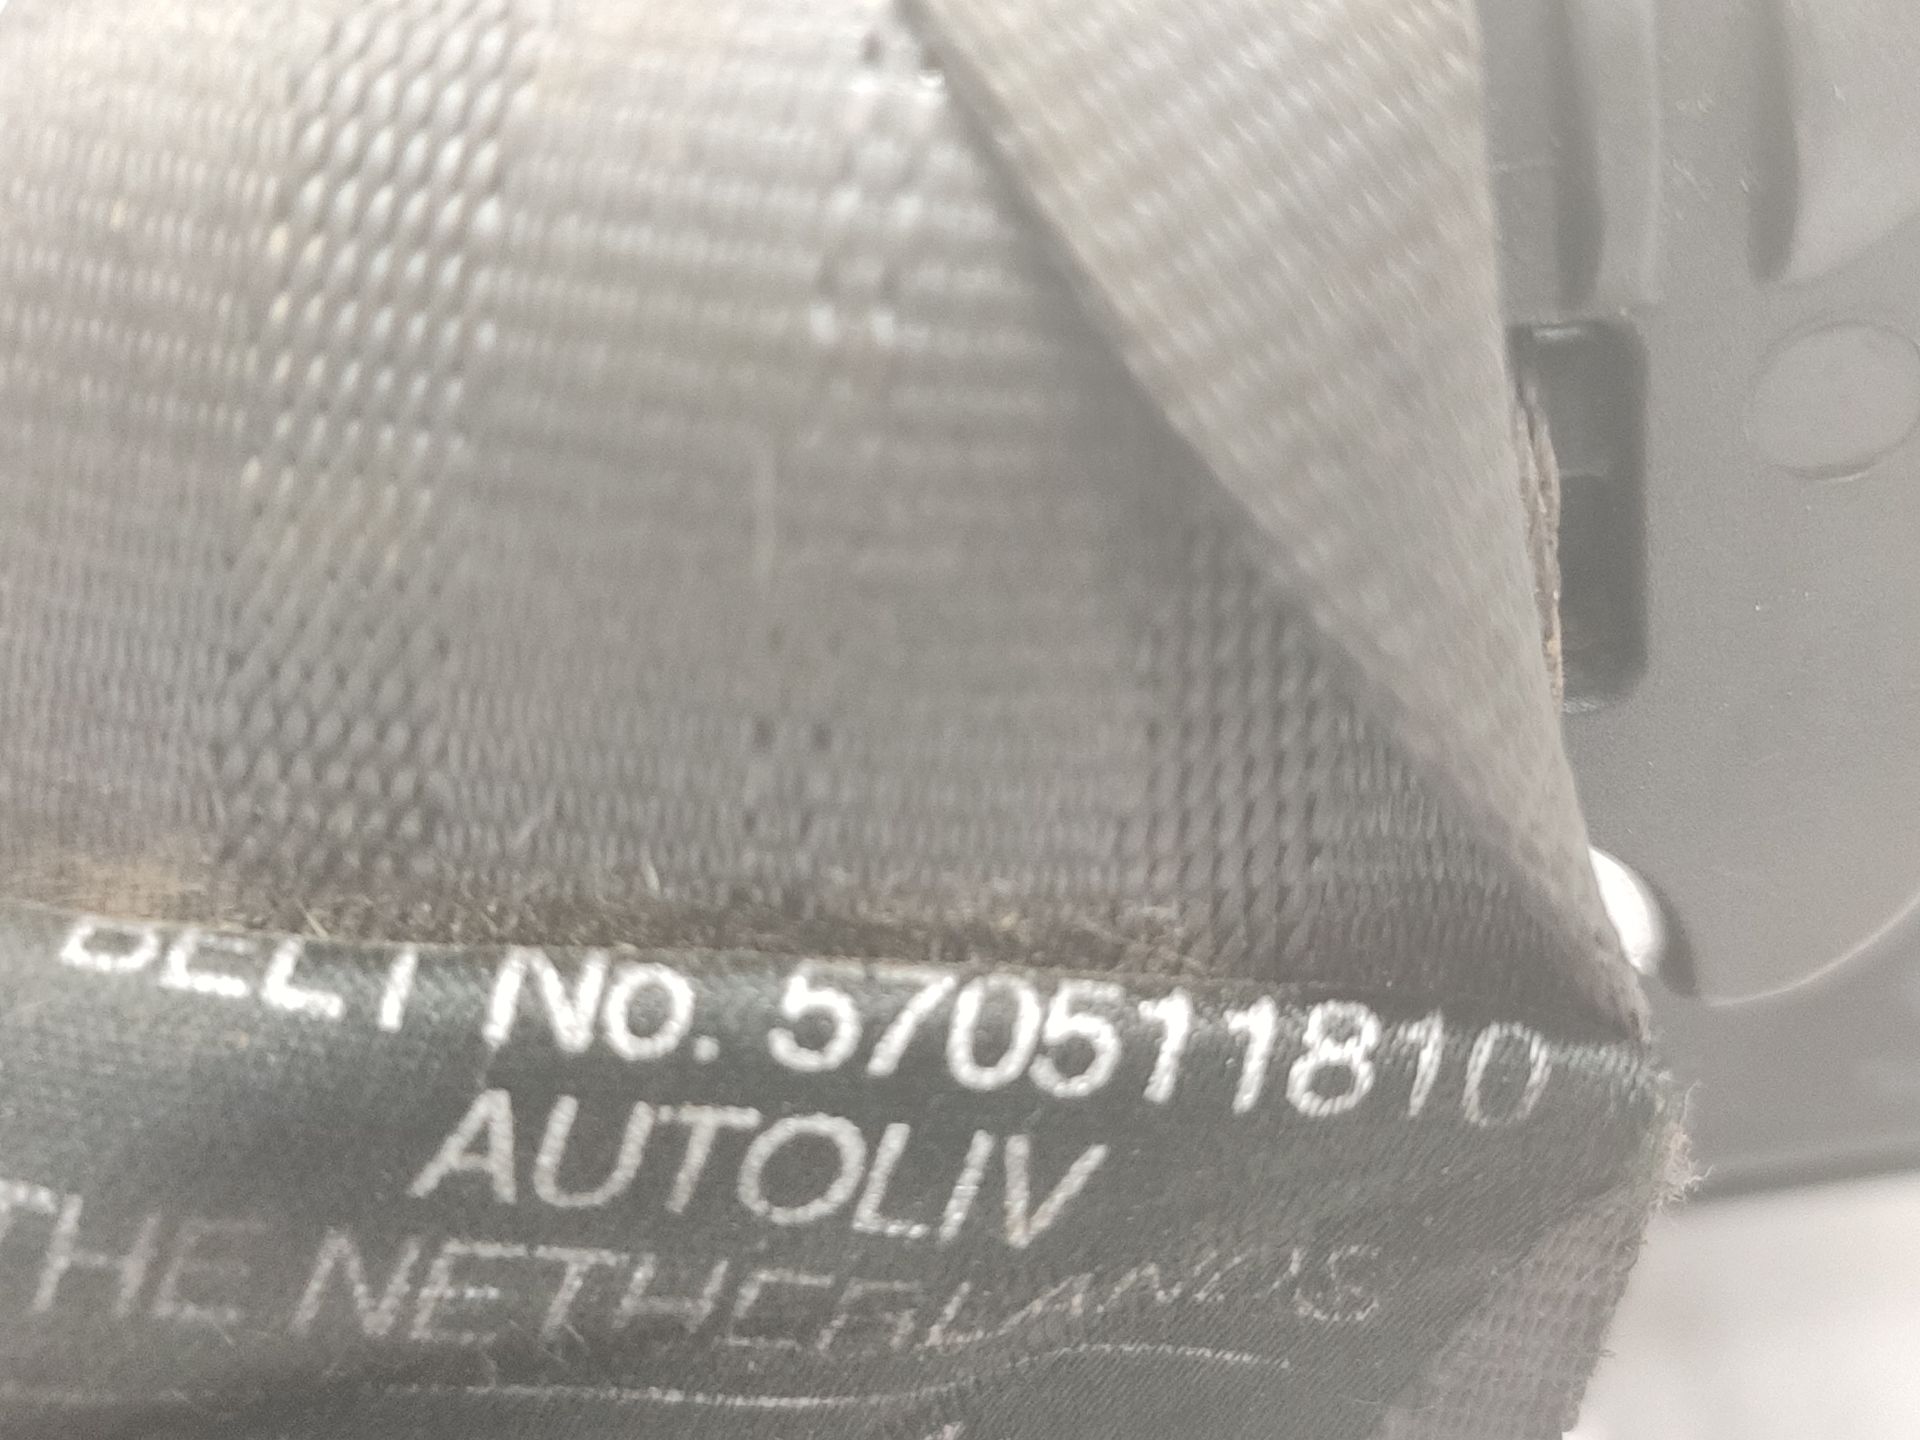 BELT No. 570511810
AUTOLIV
THE NETHERLANDS